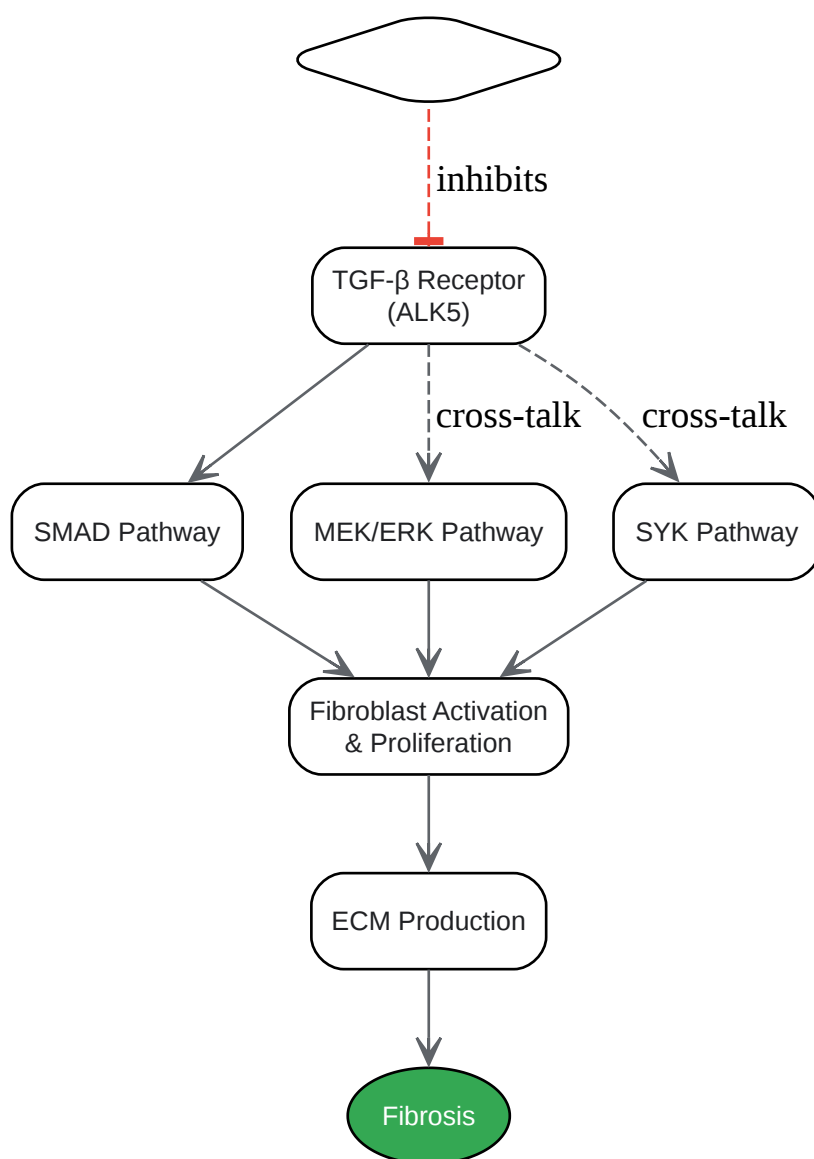 inhibits
TGF-β Receptor
(ALK5)
cross-talk
cross-talk
SMAD Pathway
MEK/ERK Pathway
SYK Pathway
Fibroblast Activation
& Proliferation
ECM Production
Fibrosis